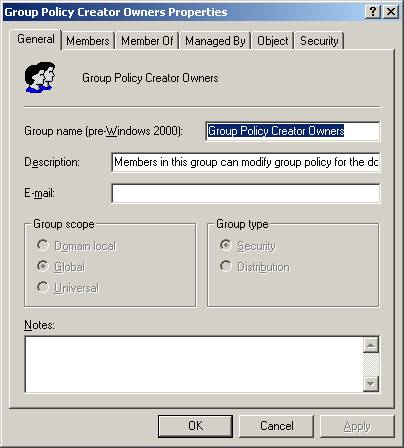 Group Policy Creator Owners Properties
General Members Member Of Managed By Object Security
Group Policy Creator Owners
Group name (pre-Windows 2000): Group Policy Creator Owners
Description: Members in this group can modify group policy for the do
E-mail:
Group scope Group type
Domain local Security
Global Distribution
Universal
Notes:
OK Cancel Apply